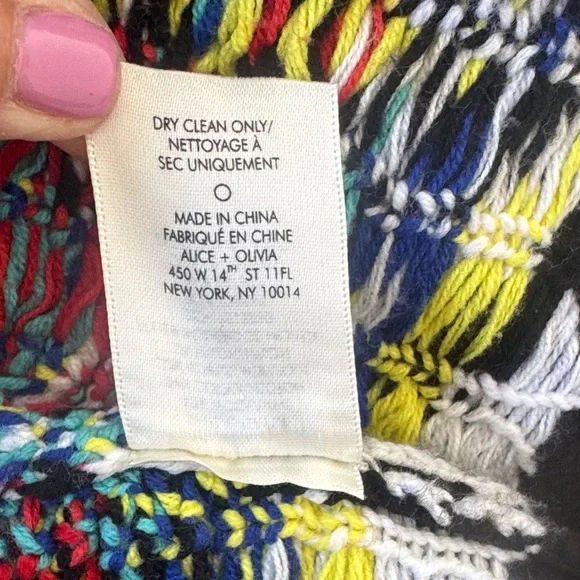 DRY CLEAN ONLY/
NETTOYAGE À
SEC UNIQUEMENT
MADE IN CHINA
FABRIQUÉ EN CHINE
ALICE + OLIVIA
450 W 14TH ST 11FL
NEW YORK, NY 10014